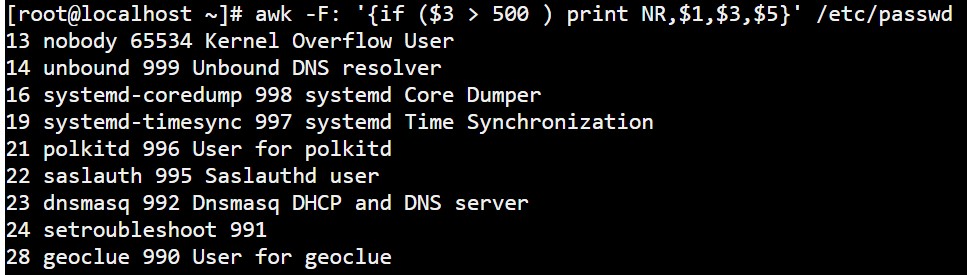 [root@localhost ~]# awk -F: '{if ($3 > 500 ) print NR,$1,$3,$5}' /etc/passwd
13 nobody 65534 Kernel Overflow User
14 unbound 999 Unbound DNS resolver
16 systemd-coredump 998 systemd Core Dumper
19 systemd-timesync 997 systemd Time Synchronization
21 polkitd 996 User for polkitd
22 saslauth 995 Saslauthd user
23 dnsmasq 992 Dnsmasq DHCP and DNS server
24 setroubleshoot 991
28 geoclue 990 User for geoclue